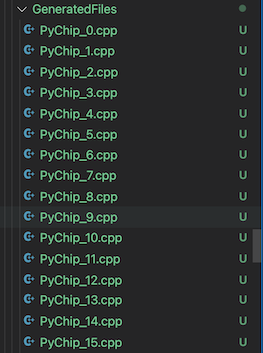 GeneratedFiles
PyChip_0.cpp U
PyChip_1.cpp U
PyChip_2.cpp U
PyChip_3.cpp U
PyChip_4.cpp U
PyChip_5.cpp U
PyChip_6.cpp U
PyChip_7.cpp U
PyChip_8.cpp U
PyChip_9.cpp U
PyChip_10.cpp U
PyChip_11.cpp U
PyChip_12.cpp U
PyChip_13.cpp U
PyChip_14.cpp U
PyChip_15.cpp U